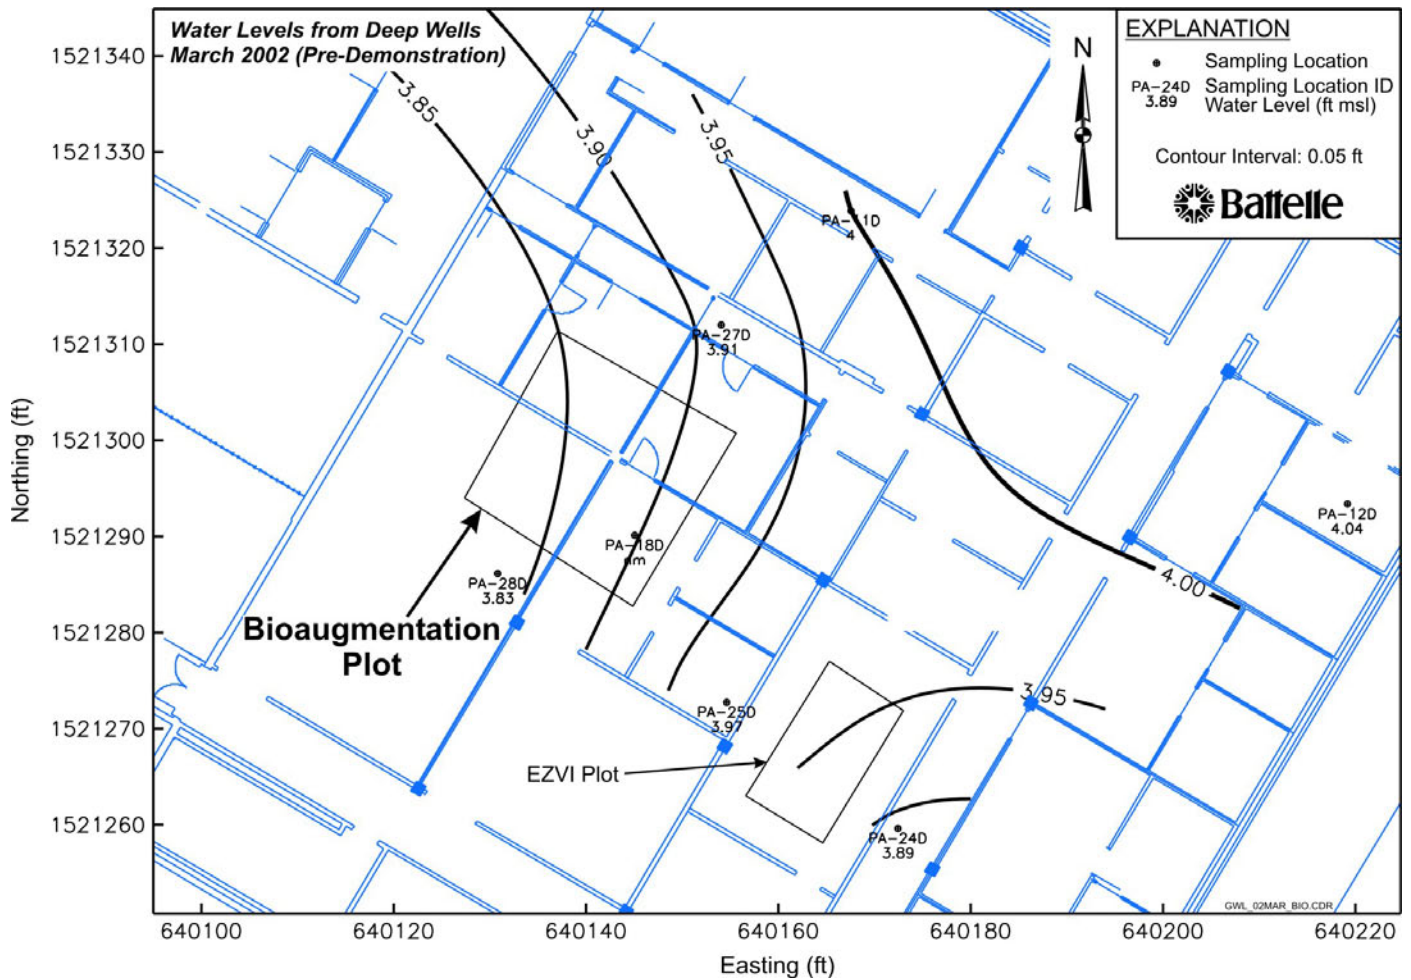 Water Levels from Deep Wells
March 2002 (Pre-Demonstration)
EXPLANATION
Sampling Location
PA-24D
3.89
Sampling Location ID
Water Level (ft msl)
Contour Interval: 0.05 ft
Battelle
N
1521340
1521330
1521320
1521310
1521300
1521290
1521280
1521270
1521260
Northing (ft)
3.85
3.90
3.95
PA-11D
4
PA-27D
3.91
PA-12D
4.04
PA-18D
nm
PA-28D
3.83
4.00
Bioaugmentation
Plot
3.95
PA-25D
3.97
EZVI Plot
PA-24D
3.89
GWL_02MAR_BIO.CDR
640100
640120
640140
640160
640180
640200
640220
Easting (ft)